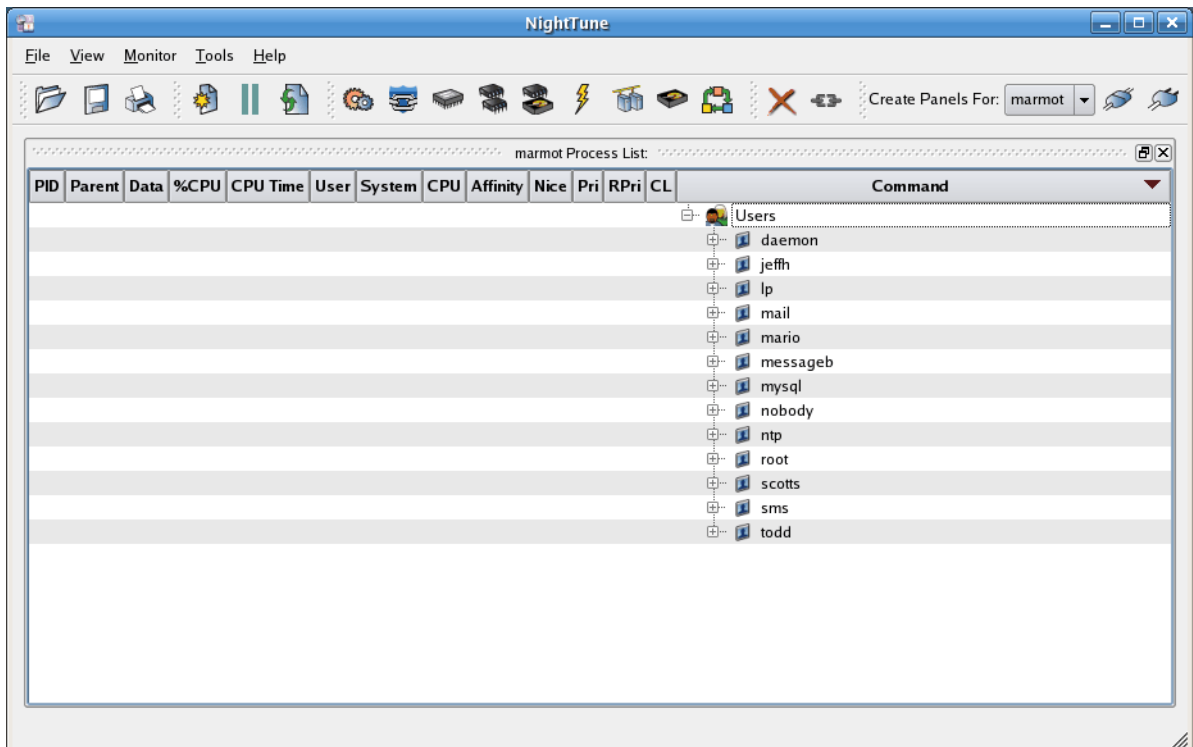 NightTune
File View Monitor Tools Help
Create Panels For: marmot
marmot Process List:
PID Parent Data %CPU CPU Time User System CPU Affinity Nice Pri RPri CL Command
Users
daemon
jeffh
lp
mail
mario
messageb
mysql
nobody
ntp
root
scotts
sms
todd